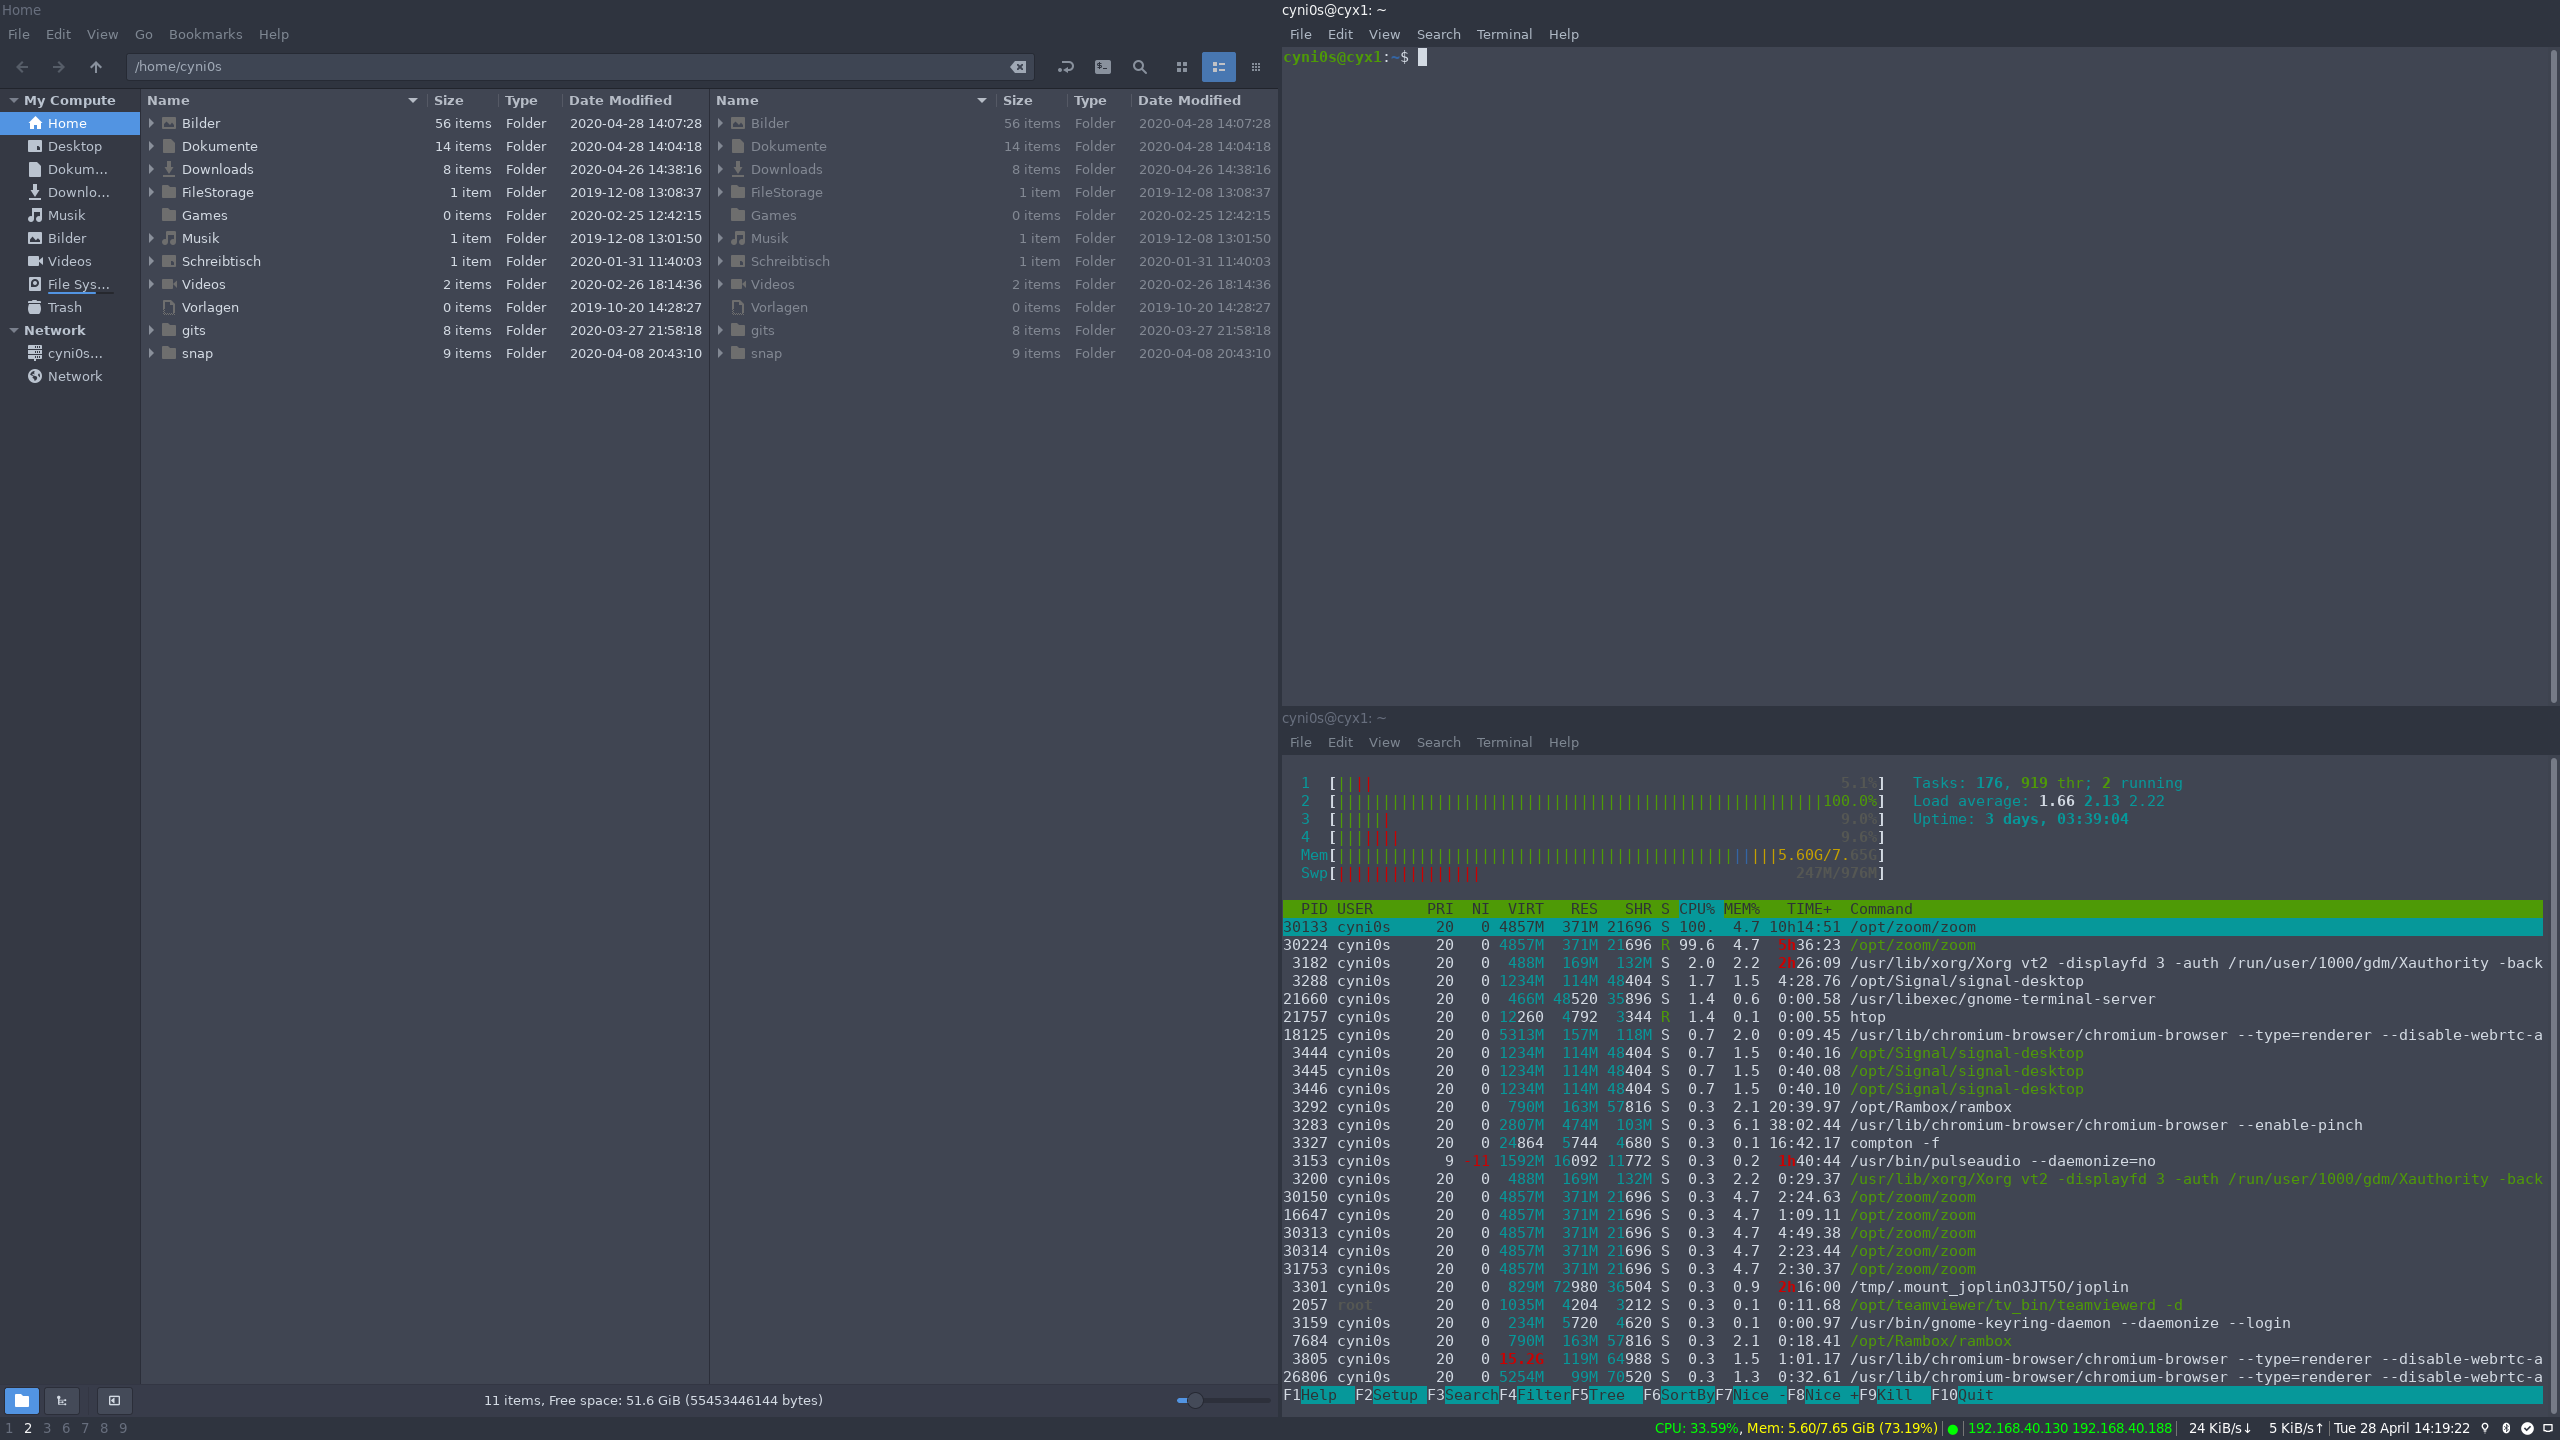 Home
File Edit View Go Bookmarks Help
/home/cyni0s
My Compute
Home
Desktop
Dokum...
Downlo...
Musik
Bilder
Videos
File Sys...
Trash
Network
cyni0s...
Network
Name Size Type Date Modified
Bilder 56 items Folder 2020-04-28 14:07:28
Dokumente 14 items Folder 2020-04-28 14:04:18
Downloads 8 items Folder 2020-04-26 14:38:16
FileStorage 1 item Folder 2019-12-08 13:08:37
Games 0 items Folder 2020-02-25 12:42:15
Musik 1 item Folder 2019-12-08 13:01:50
Schreibtisch 1 item Folder 2020-01-31 11:40:03
Videos 2 items Folder 2020-02-26 18:14:36
Vorlagen 0 items Folder 2019-10-20 14:28:27
gits 8 items Folder 2020-03-27 21:58:18
snap 9 items Folder 2020-04-08 20:43:10
Name Size Type Date Modified
Bilder 56 items Folder 2020-04-28 14:07:28
Dokumente 14 items Folder 2020-04-28 14:04:18
Downloads 8 items Folder 2020-04-26 14:38:16
FileStorage 1 item Folder 2019-12-08 13:08:37
Games 0 items Folder 2020-02-25 12:42:15
Musik 1 item Folder 2019-12-08 13:01:50
Schreibtisch 1 item Folder 2020-01-31 11:40:03
Videos 2 items Folder 2020-02-26 18:14:36
Vorlagen 0 items Folder 2019-10-20 14:28:27
gits 8 items Folder 2020-03-27 21:58:18
snap 9 items Folder 2020-04-08 20:43:10
11 items, Free space: 51.6 GiB (55453446144 bytes)
cyni0s@cyx1: ~
File Edit View Search Terminal Help
cyni0s@cyx1:~$
cyni0s@cyx1: ~
File Edit View Search Terminal Help
1 [|||| 5.1%] Tasks: 176, 919 thr; 2 running
2 [||||||||||||||||||||||||||||||||||||||||||||||||||||||100.0%] Load average: 1.66 2.13 2.22
3 [|||||| 9.0%] Uptime: 3 days, 03:39:04
4 [||||||| 9.6%]
Mem[|||||||||||||||||||||||||||||||||||||||||||||||||5.60G/7.65G]
Swp[|||||||||||||||| 247M/976M]
PID USER PRI NI VIRT RES SHR S CPU% MEM% TIME+ Command
30133 cyni0s 20 0 4857M 371M 21696 S 100. 4.7 10h14:51 /opt/zoom/zoom
30224 cyni0s 20 0 4857M 371M 21696 R 99.6 4.7 5h36:23 /opt/zoom/zoom
3182 cyni0s 20 0 488M 169M 132M S 2.0 2.2 2h26:09 /usr/lib/xorg/Xorg vt2 -displayfd 3 -auth /run/user/1000/gdm/Xauthority -back
3288 cyni0s 20 0 1234M 114M 48404 S 1.7 1.5 4:28.76 /opt/Signal/signal-desktop
21660 cyni0s 20 0 466M 48520 35896 S 1.4 0.6 0:00.58 /usr/libexec/gnome-terminal-server
21757 cyni0s 20 0 12260 4792 3344 R 1.4 0.1 0:00.55 htop
18125 cyni0s 20 0 5313M 157M 118M S 0.7 2.0 0:09.45 /usr/lib/chromium-browser/chromium-browser --type=renderer --disable-webrtc-a
3444 cyni0s 20 0 1234M 114M 48404 S 0.7 1.5 0:40.16 /opt/Signal/signal-desktop
3445 cyni0s 20 0 1234M 114M 48404 S 0.7 1.5 0:40.08 /opt/Signal/signal-desktop
3446 cyni0s 20 0 1234M 114M 48404 S 0.7 1.5 0:40.10 /opt/Signal/signal-desktop
3292 cyni0s 20 0 790M 163M 57816 S 0.3 2.1 20:39.97 /opt/Rambox/rambox
3283 cyni0s 20 0 2807M 474M 103M S 0.3 6.1 38:02.44 /usr/lib/chromium-browser/chromium-browser --enable-pinch
3327 cyni0s 20 0 24864 5744 4680 S 0.3 0.1 16:42.17 compton -f
3153 cyni0s 9 -11 1592M 16092 11772 S 0.3 0.2 1h40:44 /usr/bin/pulseaudio --daemonize=no
3200 cyni0s 20 0 488M 169M 132M S 0.3 2.2 0:29.37 /usr/lib/xorg/Xorg vt2 -displayfd 3 -auth /run/user/1000/gdm/Xauthority -back
30150 cyni0s 20 0 4857M 371M 21696 S 0.3 4.7 2:24.63 /opt/zoom/zoom
16647 cyni0s 20 0 4857M 371M 21696 S 0.3 4.7 1:09.11 /opt/zoom/zoom
30313 cyni0s 20 0 4857M 371M 21696 S 0.3 4.7 4:49.38 /opt/zoom/zoom
30314 cyni0s 20 0 4857M 371M 21696 S 0.3 4.7 2:23.44 /opt/zoom/zoom
31753 cyni0s 20 0 4857M 371M 21696 S 0.3 4.7 2:30.37 /opt/zoom/zoom
3301 cyni0s 20 0 829M 72980 36504 S 0.3 0.9 2h16:00 /tmp/.mount_joplinO3JT5O/joplin
2057 root 20 0 1035M 4204 3212 S 0.3 0.1 0:11.68 /opt/teamviewer/tv_bin/teamviewerd -d
3159 cyni0s 20 0 234M 5720 4620 S 0.3 0.1 0:00.97 /usr/bin/gnome-keyring-daemon --daemonize --login
7684 cyni0s 20 0 790M 163M 57816 S 0.3 2.1 0:18.41 /opt/Rambox/rambox
3805 cyni0s 20 0 15.2G 119M 64988 S 0.3 1.5 1:01.17 /usr/lib/chromium-browser/chromium-browser --type=renderer --disable-webrtc-a
26806 cyni0s 20 0 5254M 99M 70520 S 0.3 1.3 0:32.61 /usr/lib/chromium-browser/chromium-browser --type=renderer --disable-webrtc-a
F1Help F2Setup F3SearchF4FilterF5Tree F6SortByF7Nice -F8Nice +F9Kill F10Quit
1 2 3 6 7 8 9
CPU: 33.59%, Mem: 5.60/7.65 GiB (73.19%) 192.168.40.130 192.168.40.188 24 KiB/s↓ 5 KiB/s↑ Tue 28 April 14:19:22